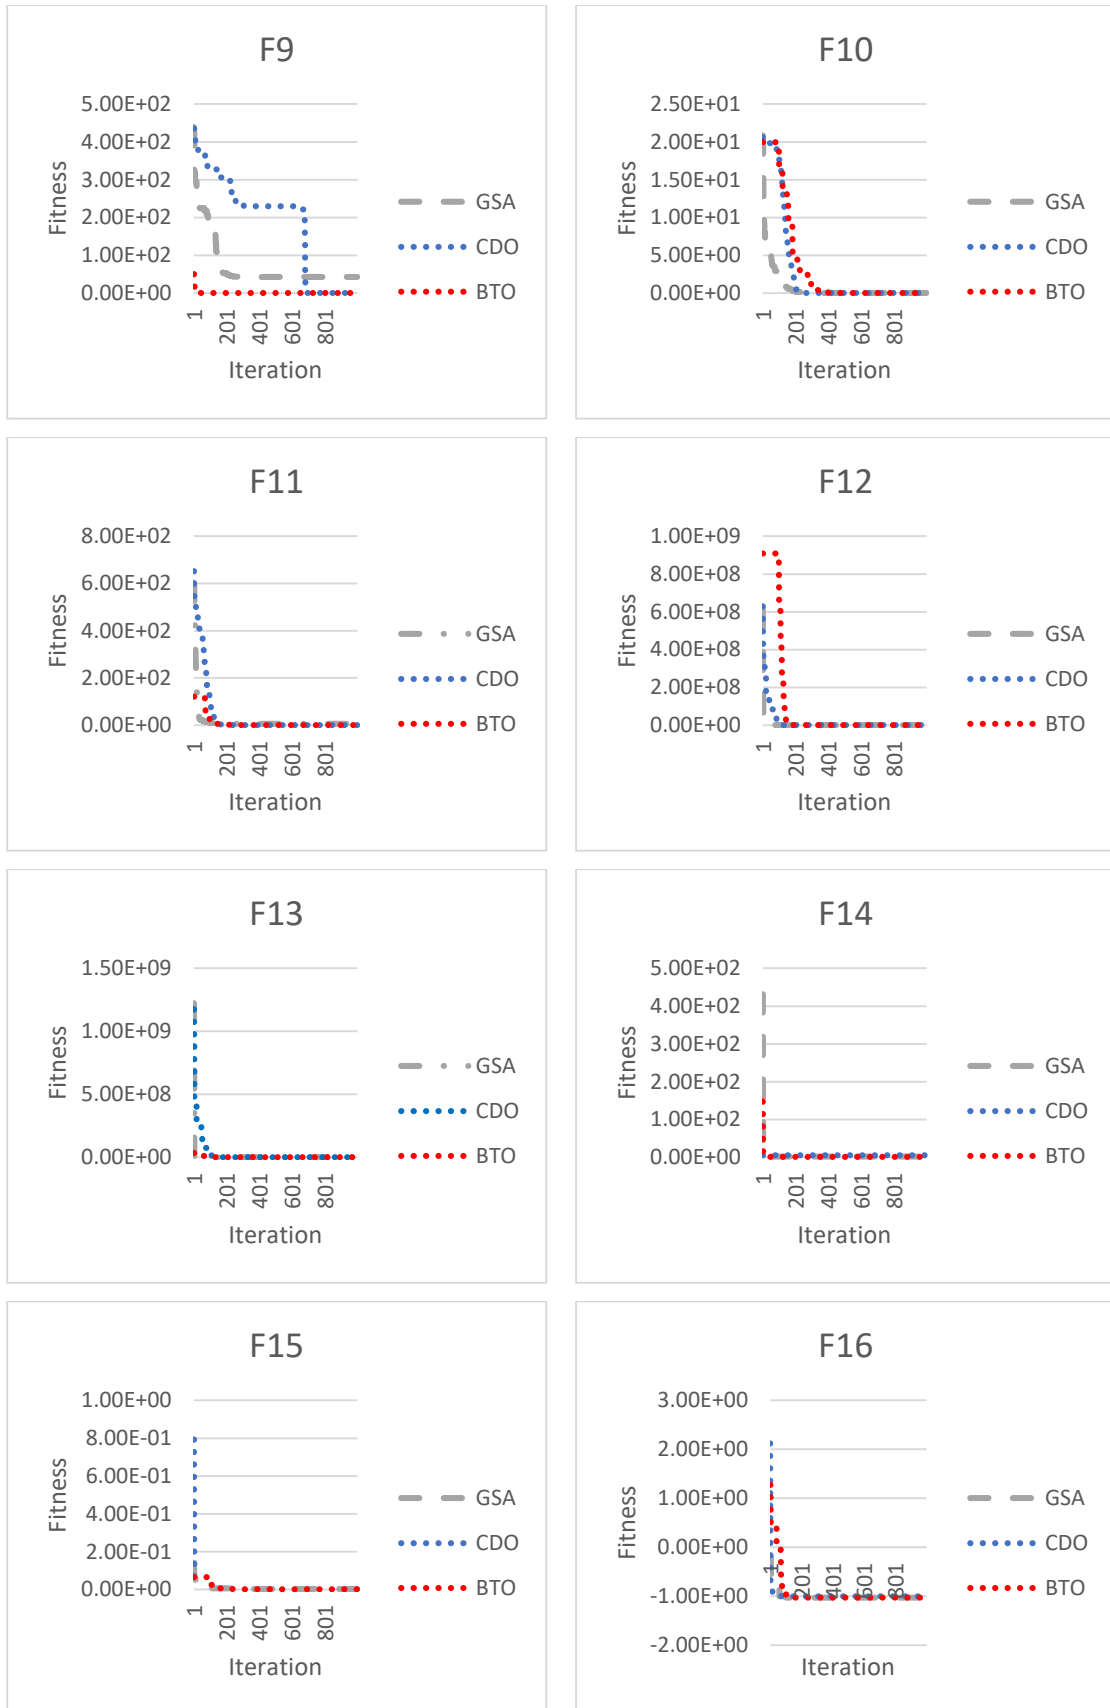 F9
5.00E+02
4.00E+02
3.00E+02
2.00E+02
1.00E+02
0.00E+00
Fitness
1
201
401
601
801
Iteration
GSA
CDO
BTO
F10
2.50E+01
2.00E+01
1.50E+01
1.00E+01
5.00E+00
0.00E+00
Fitness
1
201
401
601
801
Iteration
GSA
CDO
BTO
F11
8.00E+02
6.00E+02
4.00E+02
2.00E+02
0.00E+00
Fitness
1
201
401
601
801
Iteration
GSA
CDO
BTO
F12
1.00E+09
8.00E+08
6.00E+08
4.00E+08
2.00E+08
0.00E+00
Fitness
1
201
401
601
801
Iteration
GSA
CDO
BTO
F13
1.50E+09
1.00E+09
5.00E+08
0.00E+00
Fitness
1
201
401
601
801
Iteration
GSA
CDO
BTO
F14
5.00E+02
4.00E+02
3.00E+02
2.00E+02
1.00E+02
0.00E+00
Fitness
1
201
401
601
801
Iteration
GSA
CDO
BTO
F15
1.00E+00
8.00E-01
6.00E-01
4.00E-01
2.00E-01
0.00E+00
Fitness
1
201
401
601
801
Iteration
GSA
CDO
BTO
F16
3.00E+00
2.00E+00
1.00E+00
0.00E+00
-1.00E+00
-2.00E+00
Fitness
1
201
401
601
801
Iteration
GSA
CDO
BTO